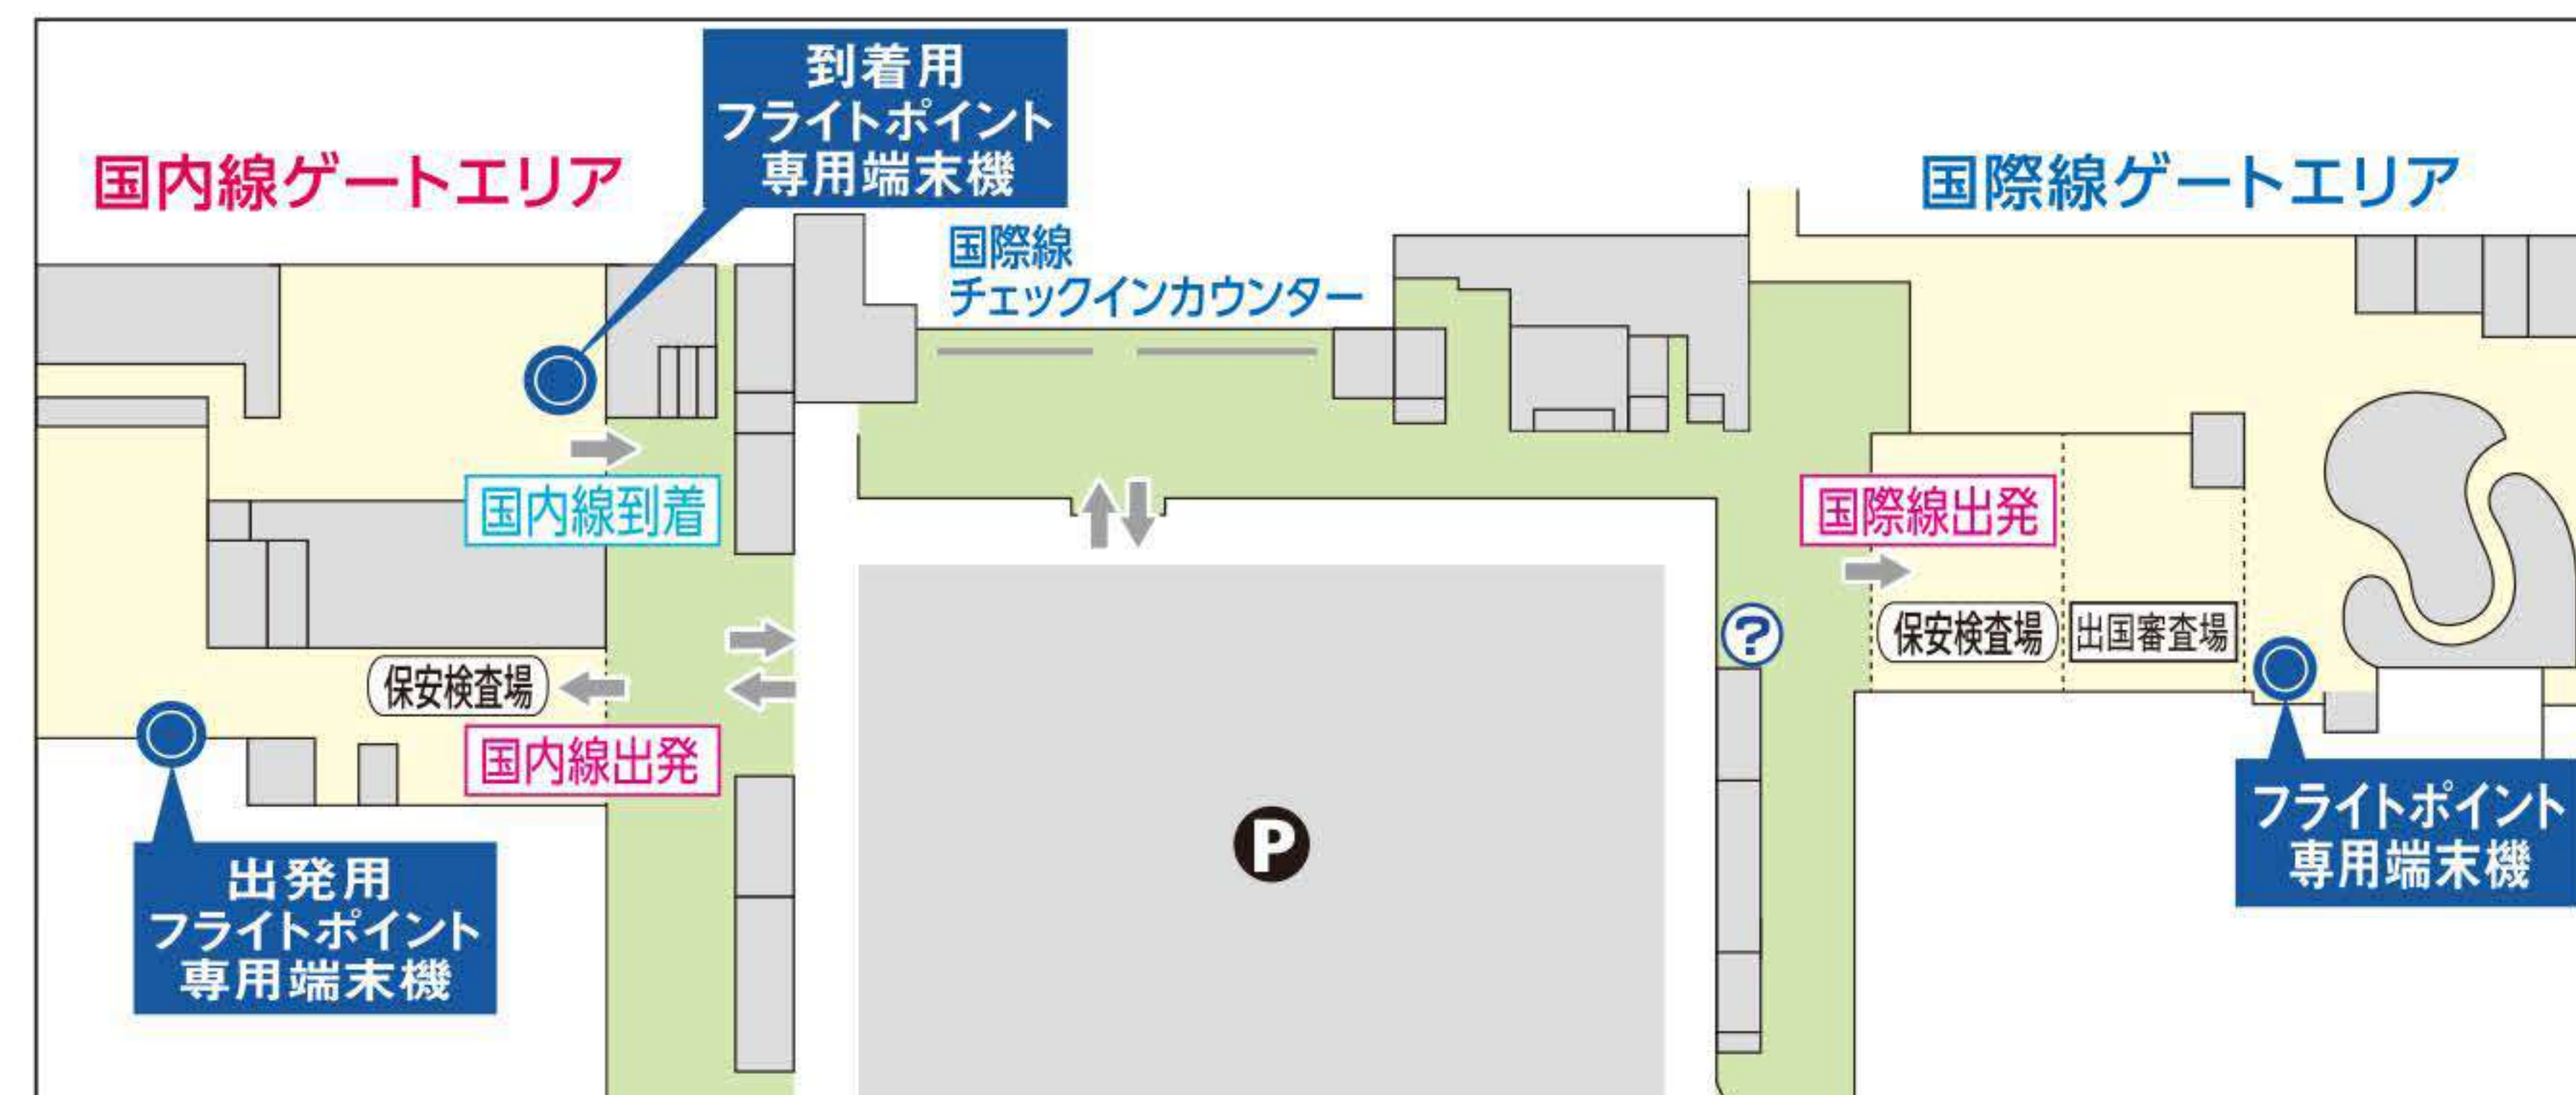 到着用
フライトポイント
専用端末機
国内線ゲートエリア
国際線ゲートエリア
国際線
チェックインカウンター
国内線到着
国際線出発
?
保安検査場
出国審査場
保安検査場
国内線出発
フライトポイント
専用端末機
P
出発用
フライトポイント
専用端末機